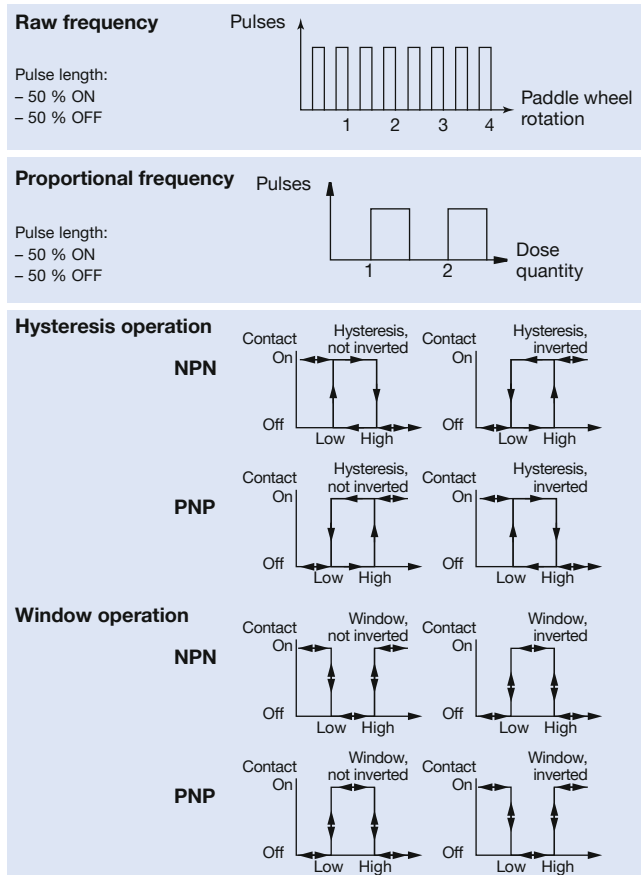 Raw frequency
Pulses
Pulse length:
– 50 % ON
– 50 % OFF
1 2 3 4
Paddle wheel
rotation
Proportional frequency
Pulses
Pulse length:
– 50 % ON
– 50 % OFF
1 2
Dose
quantity
Hysteresis operation
NPN
Contact
On
Off
Hysteresis,
not inverted
Low High
Contact
On
Off
Hysteresis,
inverted
Low High
PNP
Contact
On
Off
Hysteresis,
not inverted
Low High
Contact
On
Off
Hysteresis,
inverted
Low High
Window operation
NPN
Contact
On
Off
Window,
not inverted
Low High
Contact
On
Off
Window,
inverted
Low High
PNP
Contact
On
Off
Window,
not inverted
Low High
Contact
On
Off
Window,
inverted
Low High